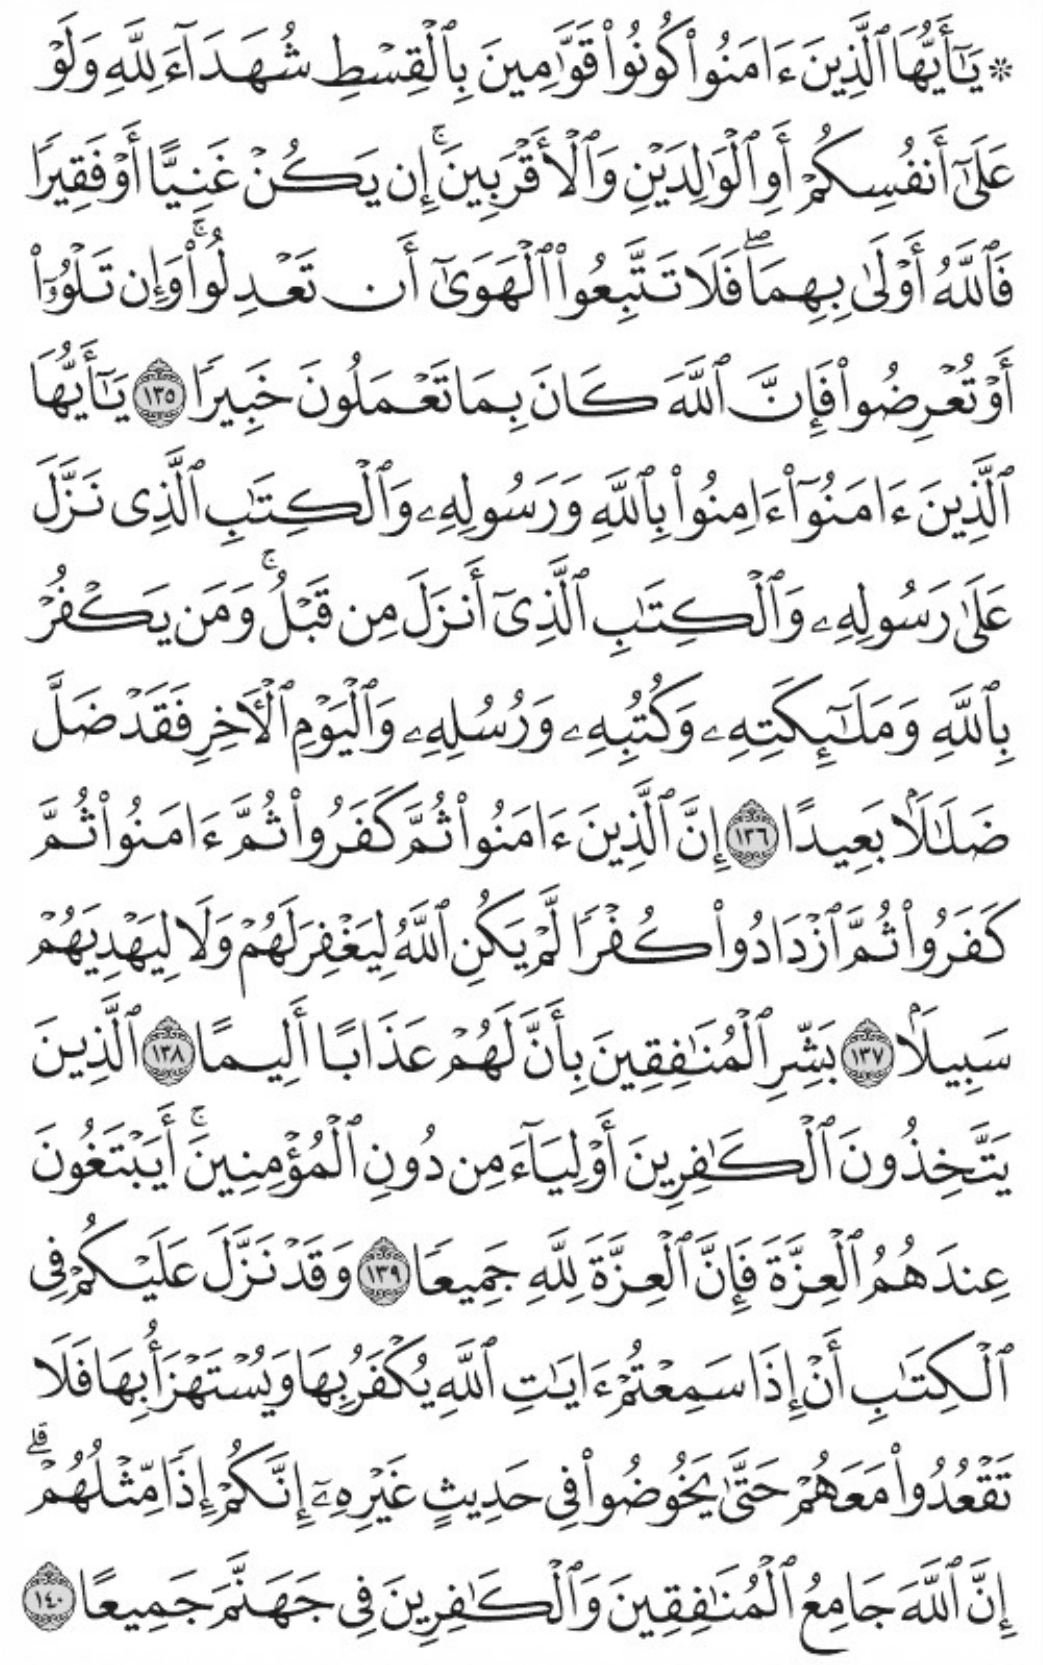 ۞ يَـٰٓأَيُّهَا ٱلَّذِينَ ءَامَنُوا۟ كُونُوا۟ قَوَّٰمِينَ بِٱلْقِسْطِ شُهَدَآءَ لِلَّهِ وَلَوْ
عَلَىٰٓ أَنفُسِكُمْ أَوِ ٱلْوَٰلِدَيْنِ وَٱلْأَقْرَبِينَ ۚ إِن يَكُنْ غَنِيًّا أَوْ فَقِيرًا
فَٱللَّهُ أَوْلَىٰ بِهِمَا ۖ فَلَا تَتَّبِعُوا۟ ٱلْهَوَىٰٓ أَن تَعْدِلُوا۟ ۚ وَإِن تَلْوُۥٓا۟
أَوْ تُعْرِضُوا۟ فَإِنَّ ٱللَّهَ كَانَ بِمَا تَعْمَلُونَ خَبِيرًا ١٣٥ يَـٰٓأَيُّهَا
ٱلَّذِينَ ءَامَنُوٓا۟ ءَامِنُوا۟ بِٱللَّهِ وَرَسُولِهِۦ وَٱلْكِتَـٰبِ ٱلَّذِى نَزَّلَ
عَلَىٰ رَسُولِهِۦ وَٱلْكِتَـٰبِ ٱلَّذِىٓ أَنزَلَ مِن قَبْلُ ۚ وَمَن يَكْفُرْ
بِٱللَّهِ وَمَلَـٰٓئِكَتِهِۦ وَكُتُبِهِۦ وَرُسُلِهِۦ وَٱلْيَوْمِ ٱلْـَٔاخِرِ فَقَدْ ضَلَّ
ضَلَـٰلًۢا بَعِيدًا ١٣٦ إِنَّ ٱلَّذِينَ ءَامَنُوا۟ ثُمَّ كَفَرُوا۟ ثُمَّ ءَامَنُوا۟ ثُمَّ
كَفَرُوا۟ ثُمَّ ٱزْدَادُوا۟ كُفْرًا لَّمْ يَكُنِ ٱللَّهُ لِيَغْفِرَ لَهُمْ وَلَا لِيَهْدِيَهُمْ
سَبِيلًۢا ١٣٧ بَشِّرِ ٱلْمُنَـٰفِقِينَ بِأَنَّ لَهُمْ عَذَابًا أَلِيمًا ١٣٨ ٱلَّذِينَ
يَتَّخِذُونَ ٱلْكَـٰفِرِينَ أَوْلِيَآءَ مِن دُونِ ٱلْمُؤْمِنِينَ ۚ أَيَبْتَغُونَ
عِندَهُمُ ٱلْعِزَّةَ فَإِنَّ ٱلْعِزَّةَ لِلَّهِ جَمِيعًا ١٣٩ وَقَدْ نَزَّلَ عَلَيْكُمْ فِى
ٱلْكِتَـٰبِ أَنْ إِذَا سَمِعْتُمْ ءَايَـٰتِ ٱللَّهِ يُكْفَرُ بِهَا وَيُسْتَهْزَأُ بِهَا فَلَا
تَقْعُدُوا۟ مَعَهُمْ حَتَّىٰ يَخُوضُوا۟ فِى حَدِيثٍ غَيْرِهِۦٓ ۚ إِنَّكُمْ إِذًا مِّثْلُهُمْ ۗ
إِنَّ ٱللَّهَ جَامِعُ ٱلْمُنَـٰفِقِينَ وَٱلْكَـٰفِرِينَ فِى جَهَنَّمَ جَمِيعًا ١٤٠